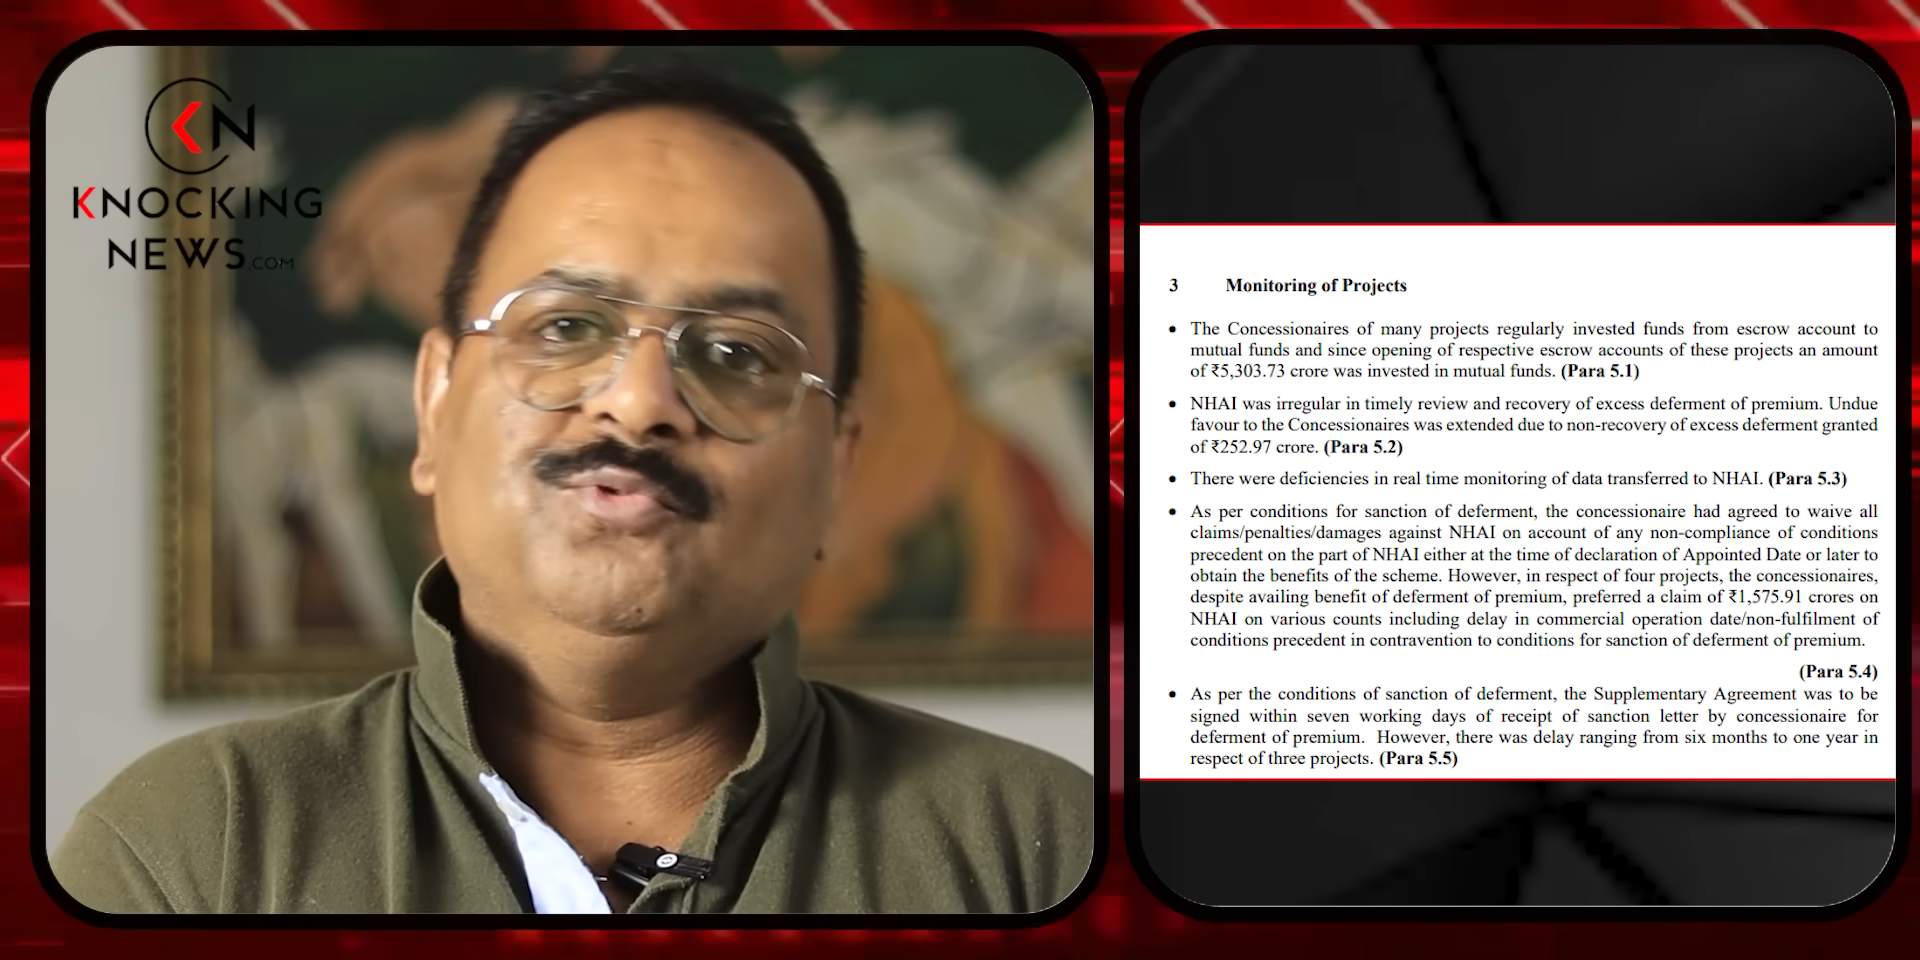 KN
KNOCKING
NEWS.COM
3 Monitoring of Projects
• The Concessionaires of many projects regularly invested funds from escrow account to
mutual funds and since opening of respective escrow accounts of these projects an amount
of ₹5,303.73 crore was invested in mutual funds. (Para 5.1)
• NHAI was irregular in timely review and recovery of excess deferment of premium. Undue
favour to the Concessionaires was extended due to non-recovery of excess deferment granted
of ₹252.97 crore. (Para 5.2)
• There were deficiencies in real time monitoring of data transferred to NHAI. (Para 5.3)
• As per conditions for sanction of deferment, the concessionaire had agreed to waive all
claims/penalties/damages against NHAI on account of any non-compliance of conditions
precedent on the part of NHAI either at the time of declaration of Appointed Date or later to
obtain the benefits of the scheme. However, in respect of four projects, the concessionaires,
despite availing benefit of deferment of premium, preferred a claim of ₹1,575.91 crores on
NHAI on various counts including delay in commercial operation date/non-fulfilment of
conditions precedent in contravention to conditions for sanction of deferment of premium.
(Para 5.4)
• As per the conditions of sanction of deferment, the Supplementary Agreement was to be
signed within seven working days of receipt of sanction letter by concessionaire for
deferment of premium. However, there was delay ranging from six months to one year in
respect of three projects. (Para 5.5)